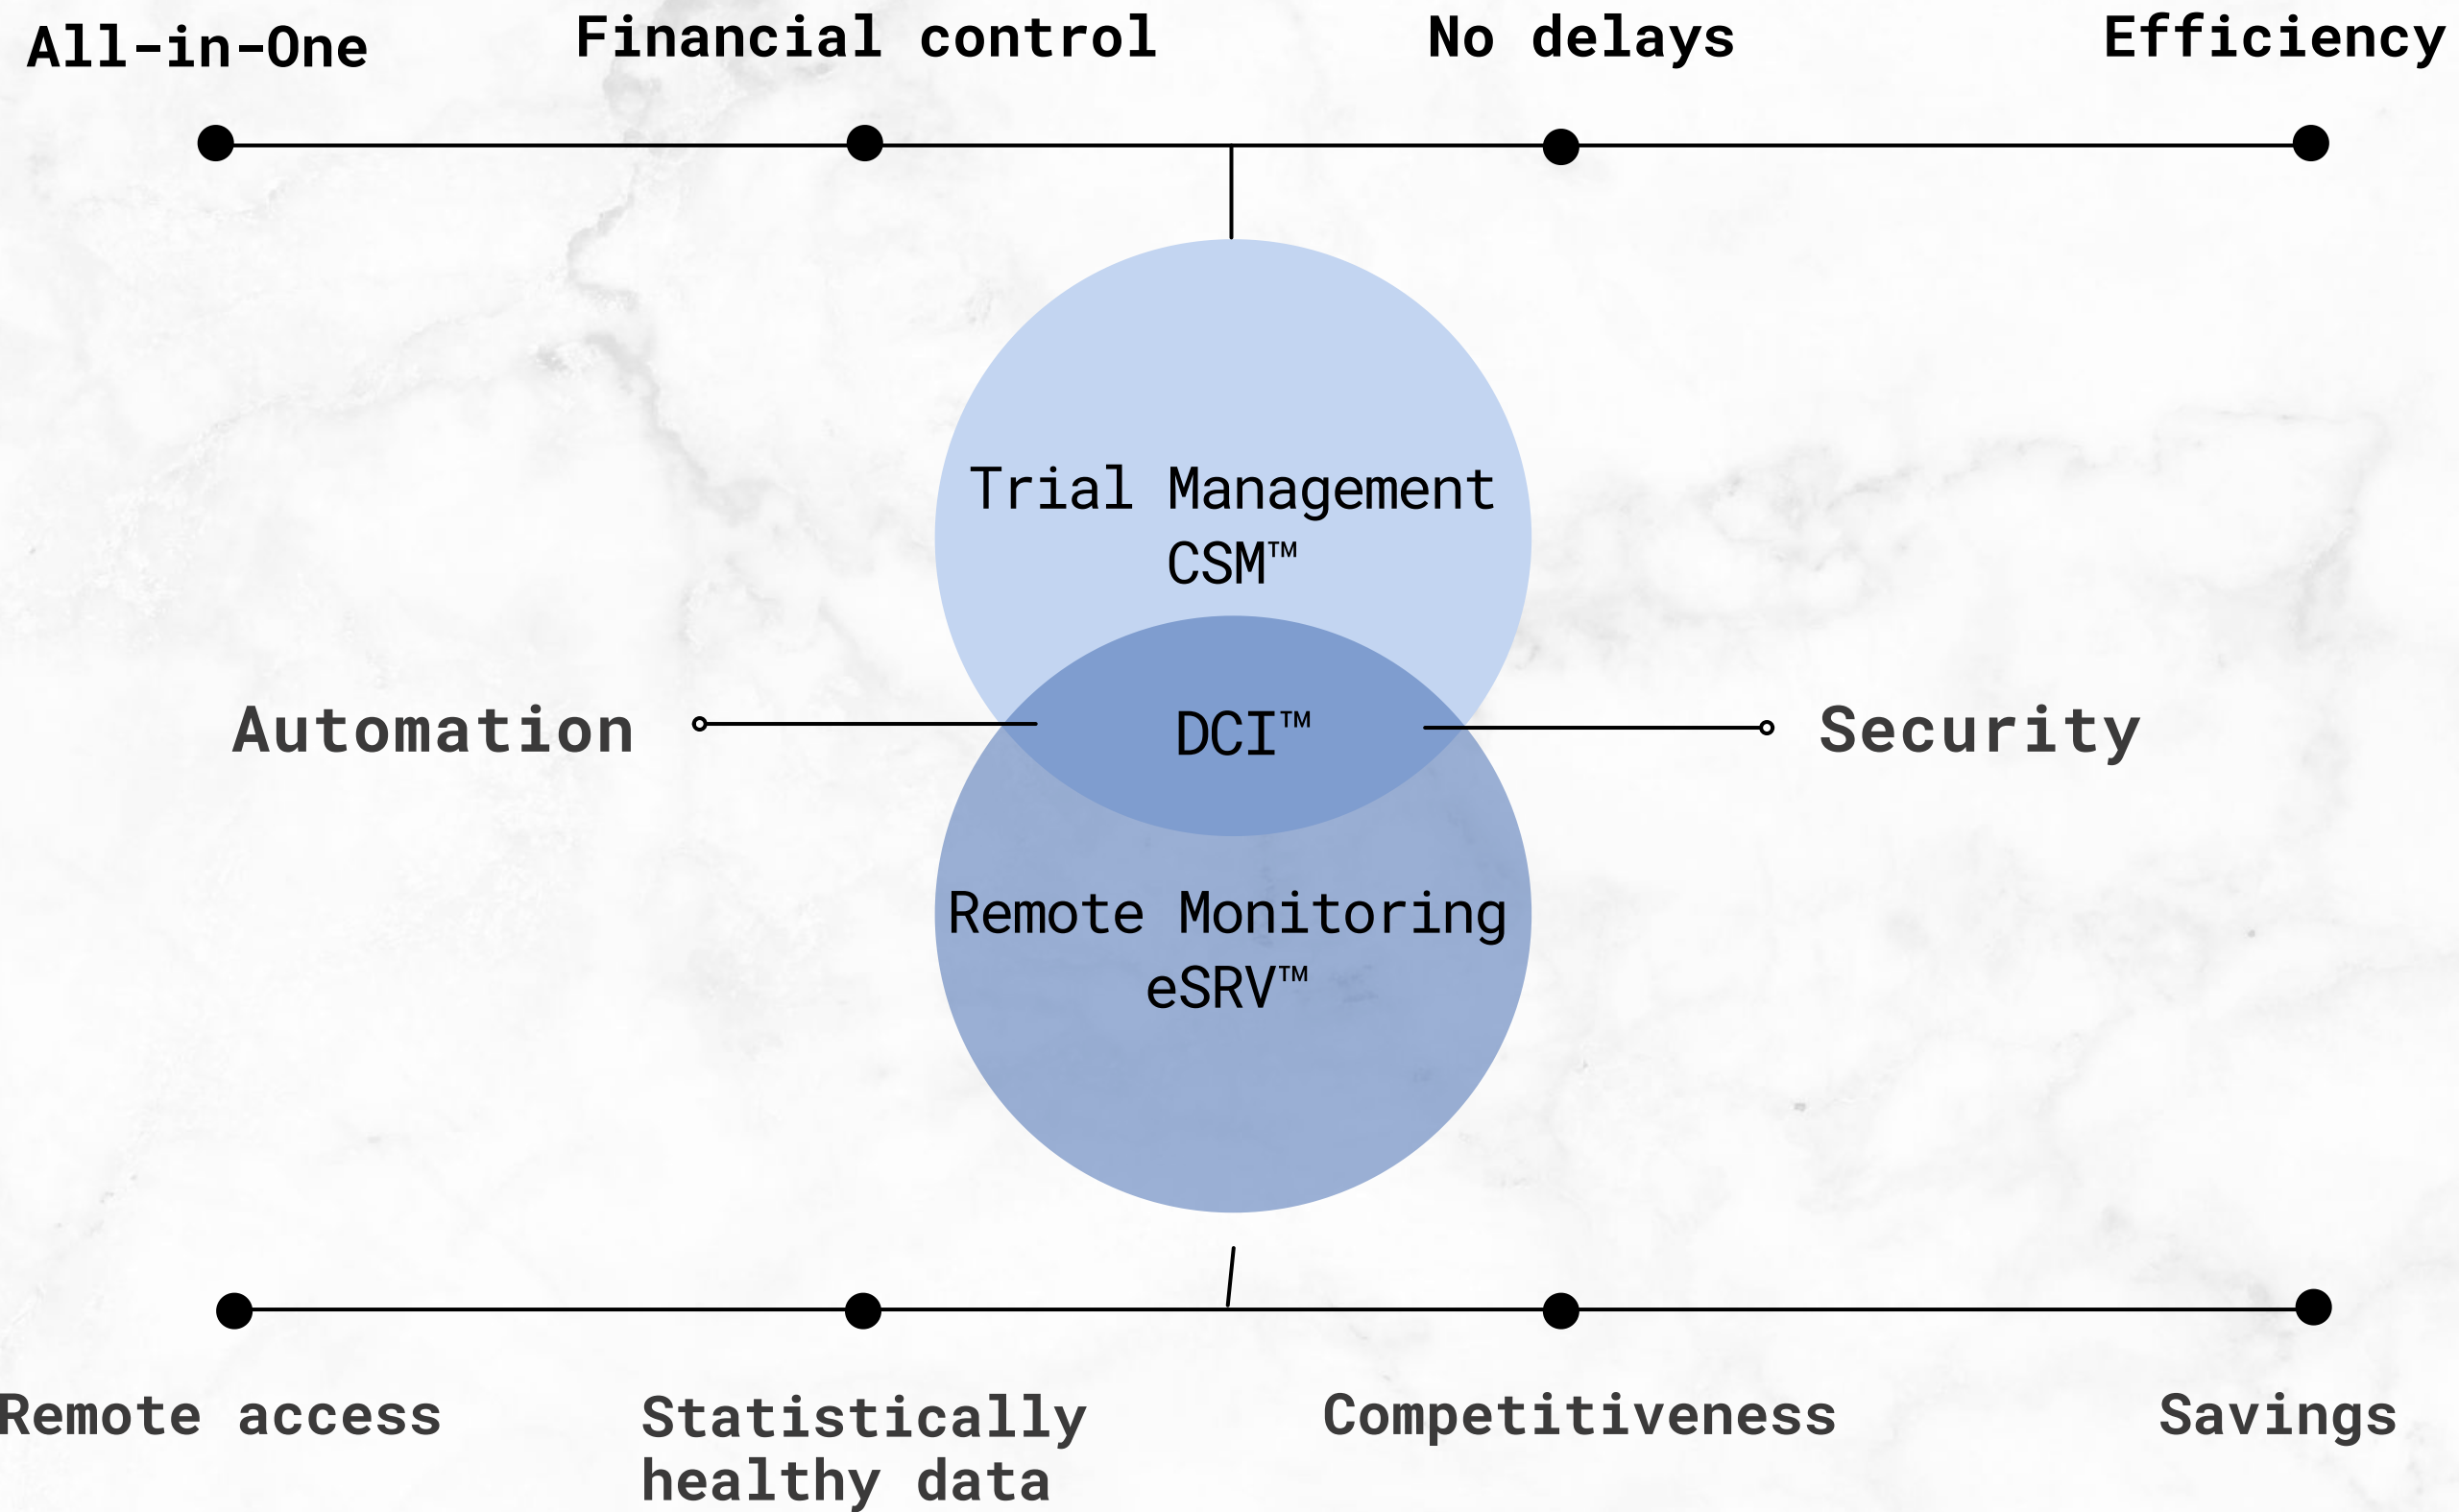 All-in-One
Financial control
No delays
Efficiency
Trial Management
CSM™
Automation
DCI™
Security
Remote Monitoring
eSRV™
Remote access
Statistically
healthy data
Competitiveness
Savings